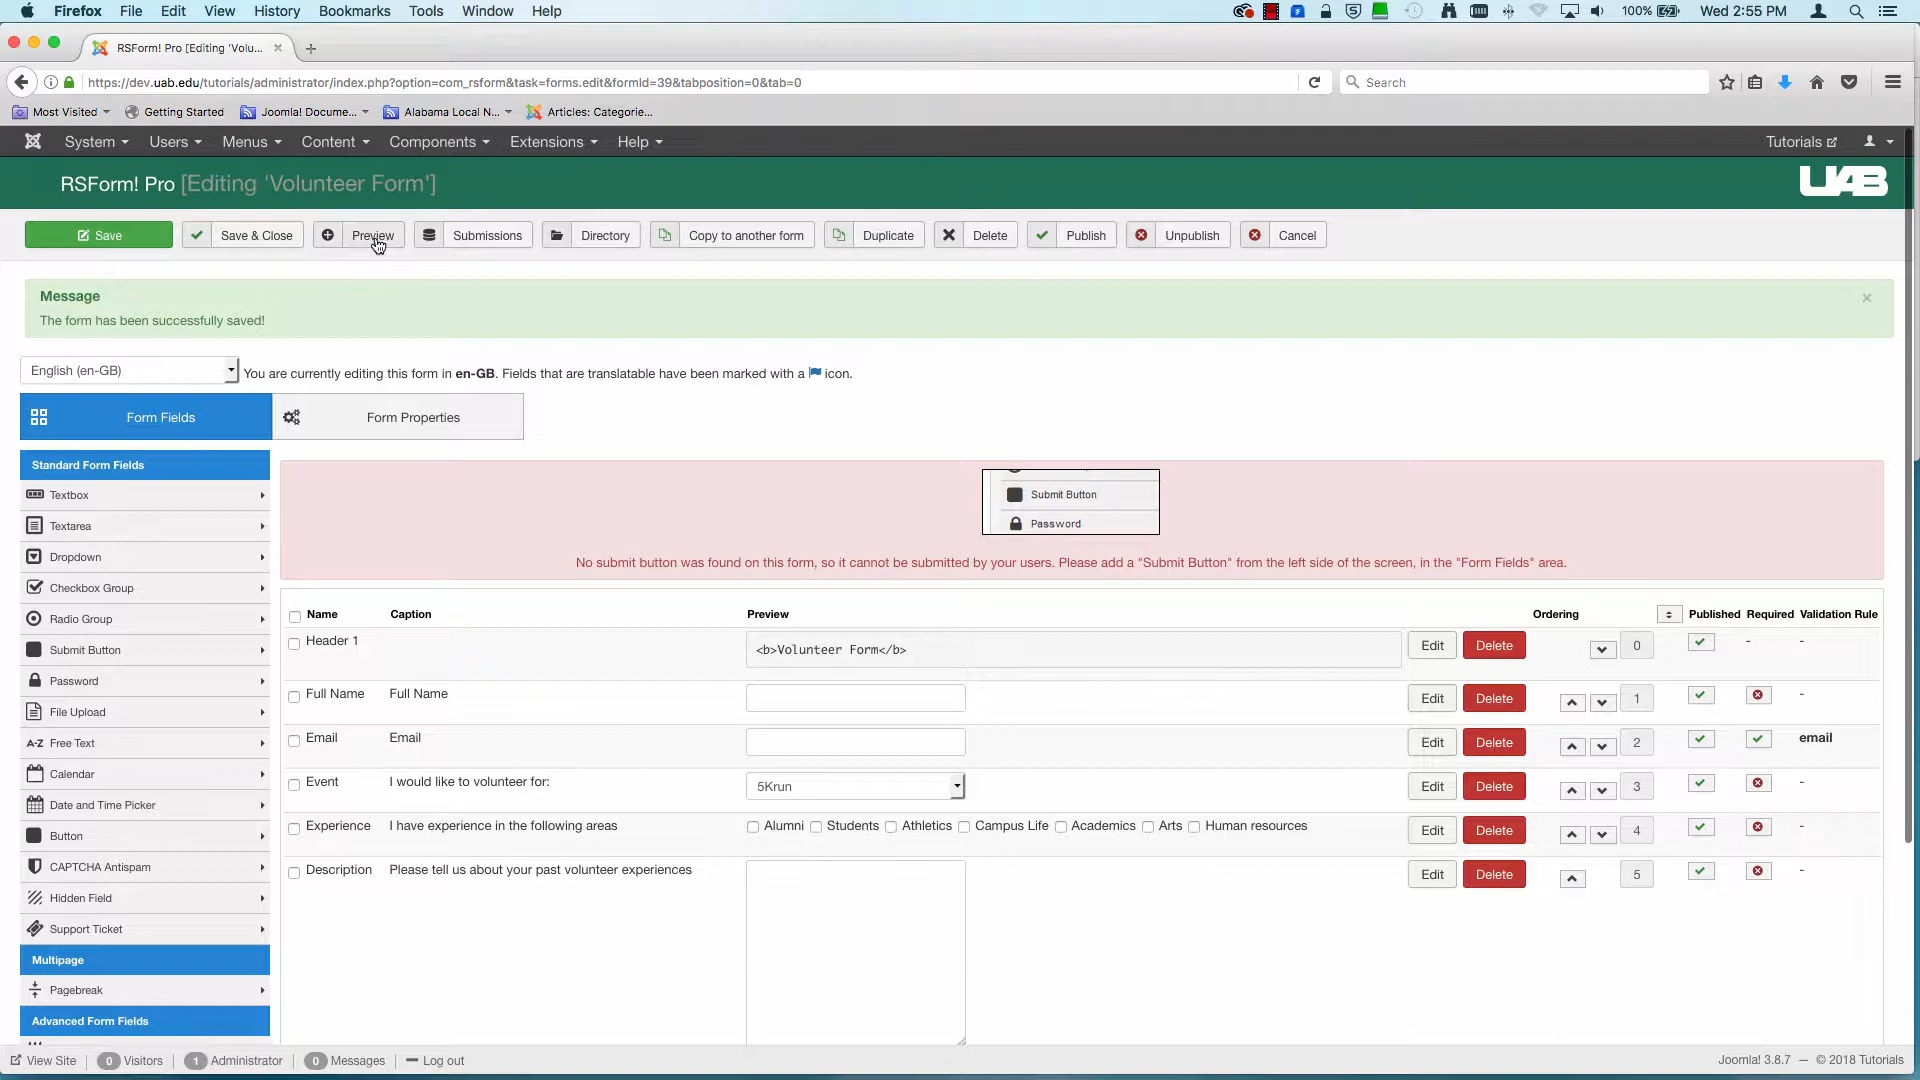 Firefox File Edit View History Bookmarks Tools Window Help 100% Wed 2:55 PM
RSForm! Pro [Editing 'Volu...
https://dev.uab.edu/tutorials/administrator/index.php?option=com_rsform&task=forms.edit&formId=39&tabposition=0&tab=0 Search
Most Visited Getting Started Joomla! Docume... Alabama Local N... Articles: Categorie...
System Users Menus Content Components Extensions Help Tutorials
RSForm! Pro [Editing 'Volunteer Form'] UAB
Save Save & Close Preview Submissions Directory Copy to another form Duplicate Delete Publish Unpublish Cancel
Message
The form has been successfully saved!
English (en-GB) You are currently editing this form in en-GB. Fields that are translatable have been marked with a icon.
Form Fields Form Properties
Standard Form Fields
Textbox
Textarea
Dropdown
Checkbox Group
Radio Group
Submit Button
Password
File Upload
A-Z Free Text
Calendar
Date and Time Picker
Button
CAPTCHA Antispam
Hidden Field
Support Ticket
Multipage
Pagebreak
Advanced Form Fields
Submit Button
Password
No submit button was found on this form, so it cannot be submitted by your users. Please add a "Submit Button" from the left side of the screen, in the "Form Fields" area.
Name Caption Preview Ordering Published Required Validation Rule
Header 1 <b>Volunteer Form</b> Edit Delete 0 - -
Full Name Full Name Edit Delete 1 -
Email Email Edit Delete 2 email
Event I would like to volunteer for: 5Krun Edit Delete 3 -
Experience I have experience in the following areas Alumni Students Athletics Campus Life Academics Arts Human resources Edit Delete 4 -
Description Please tell us about your past volunteer experiences Edit Delete 5 -
View Site 0 Visitors 1 Administrator 0 Messages Log out Joomla! 3.8.7 — © 2018 Tutorials